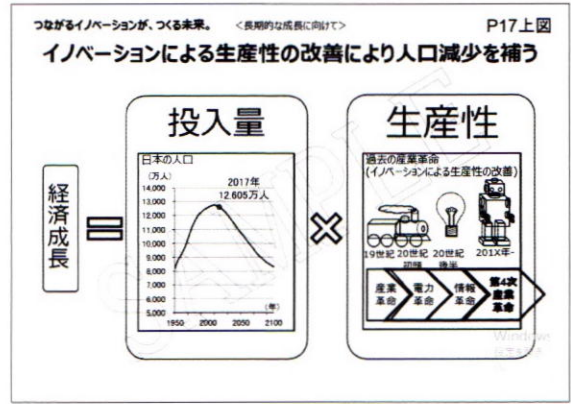 つながるイノベーションが、つくる未来。 <長期的な成長に向けて> P17上図
イノベーションによる生産性の改善により人口減少を補う
経済成長
=
投入量
日本の人口
(万人)
2017年
12,605万人
14,000
13,000
12,000
11,000
10,000
9,000
8,000
7,000
6,000
5,000
(年)
1950 2000 2050 2100
×
生産性
過去の産業革命
(イノベーションによる生産性の改善)
19世紀 20世紀初頭 20世紀後半 201X年-
産業革命
電力革命
情報革命
第4次産業革命
SAMPLE
Windows